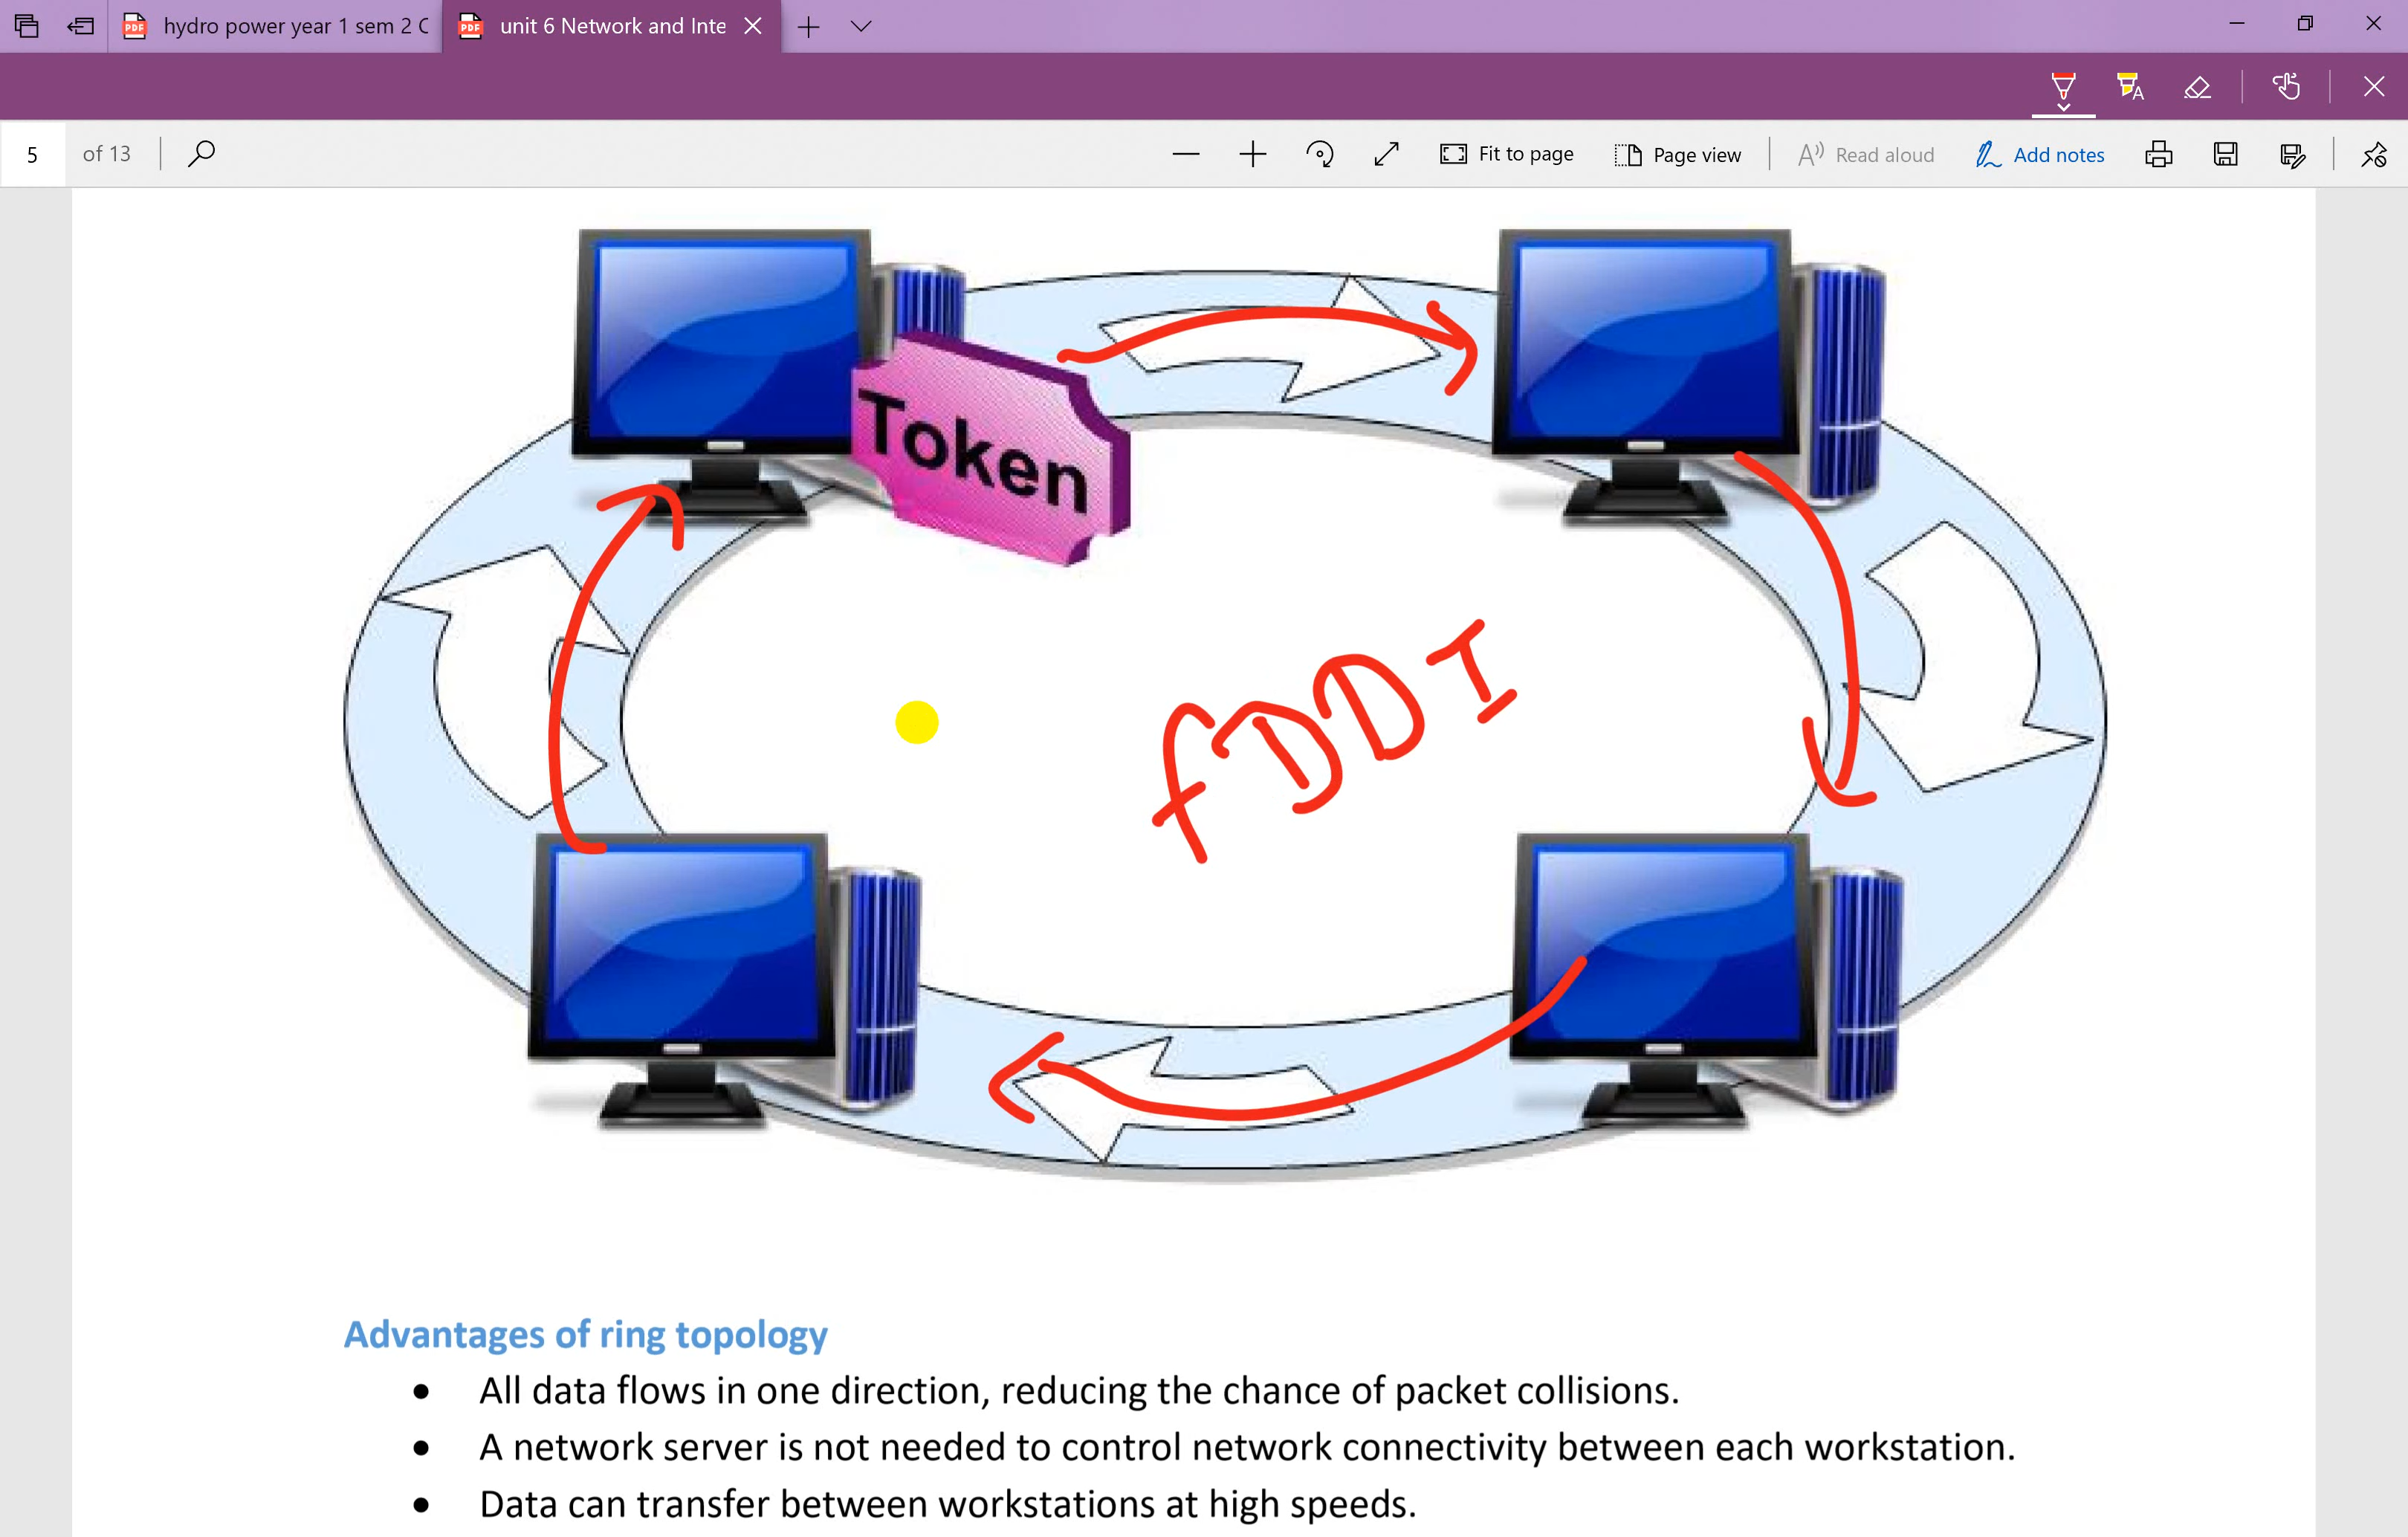 hydro power year 1 sem 2 C
unit 6 Network and Inte
5 of 13
Fit to page
Page view
Read aloud
Add notes
Token
fDDI
Advantages of ring topology
• All data flows in one direction, reducing the chance of packet collisions.
• A network server is not needed to control network connectivity between each workstation.
• Data can transfer between workstations at high speeds.